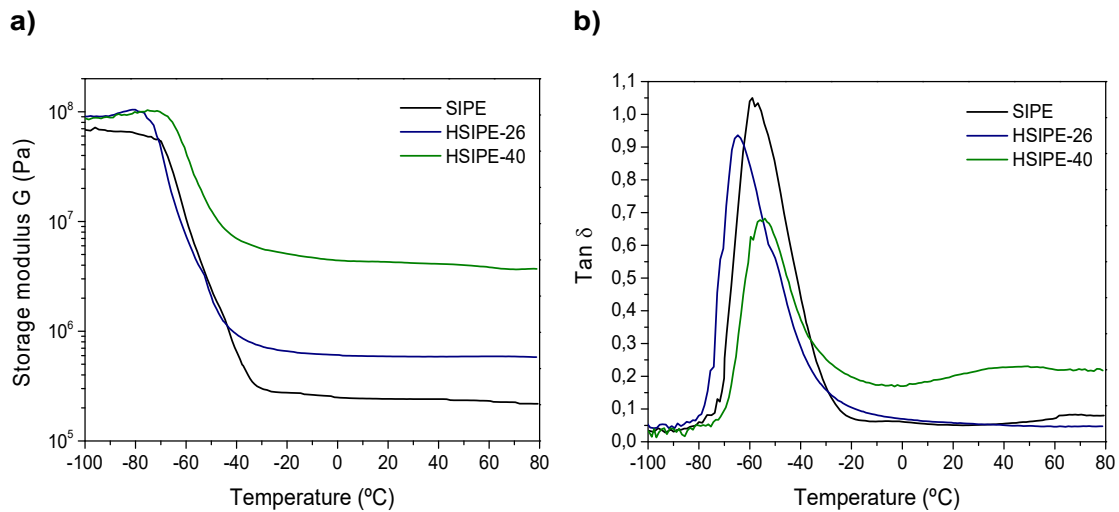 a)
b)
Storage modulus G (Pa)
10⁸
10⁷
10⁶
10⁵
SIPE
HSIPE-26
HSIPE-40
-100 -80 -60 -40 -20 0 20 40 60 80
Temperature (ºC)
Tan δ
1,1
1,0
0,9
0,8
0,7
0,6
0,5
0,4
0,3
0,2
0,1
0,0
SIPE
HSIPE-26
HSIPE-40
-100 -80 -60 -40 -20 0 20 40 60 80
Temperature (ºC)